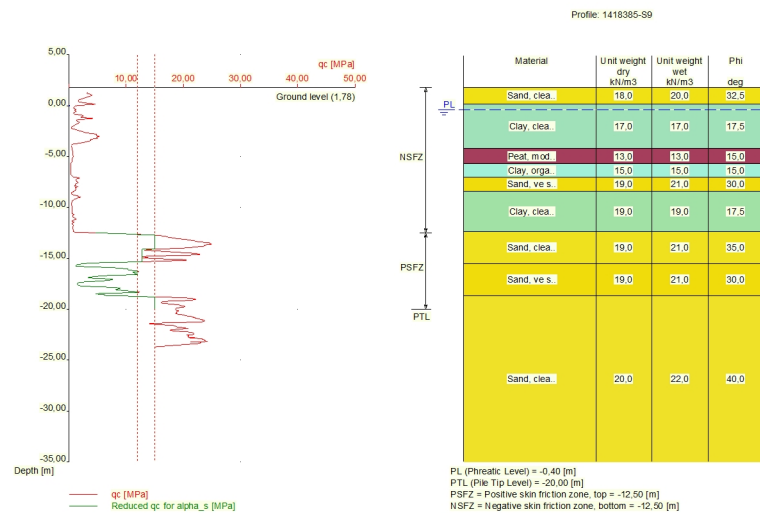 Profile: 1418385-S9
5,00
qc [MPa]
10,00 20,00 30,00 40,00 50,00
Ground level (1,78)
0,00
-5,00
-10,00
-15,00
-20,00
-25,00
-30,00
-35,00
Depth [m]
qc [MPa]
Reduced qc for alpha_s [MPa]
PL
NSFZ
PSFZ
PTL
Material Unit weight dry kN/m3 Unit weight wet kN/m3 Phi deg
Sand, clea.. 18,0 20,0 32,5
Clay, clea.. 17,0 17,0 17,5
Peat, mod.. 13,0 13,0 15,0
Clay, orga.. 15,0 15,0 15,0
Sand, ve s.. 19,0 21,0 30,0
Clay, clea.. 19,0 19,0 17,5
Sand, clea.. 19,0 21,0 35,0
Sand, ve s.. 19,0 21,0 30,0
Sand, clea.. 20,0 22,0 40,0
PL (Phreatic Level) = -0,40 [m]
PTL (Pile Tip Level) = -20,00 [m]
PSFZ = Positive skin friction zone, top = -12,50 [m]
NSFZ = Negative skin friction zone, bottom = -12,50 [m]